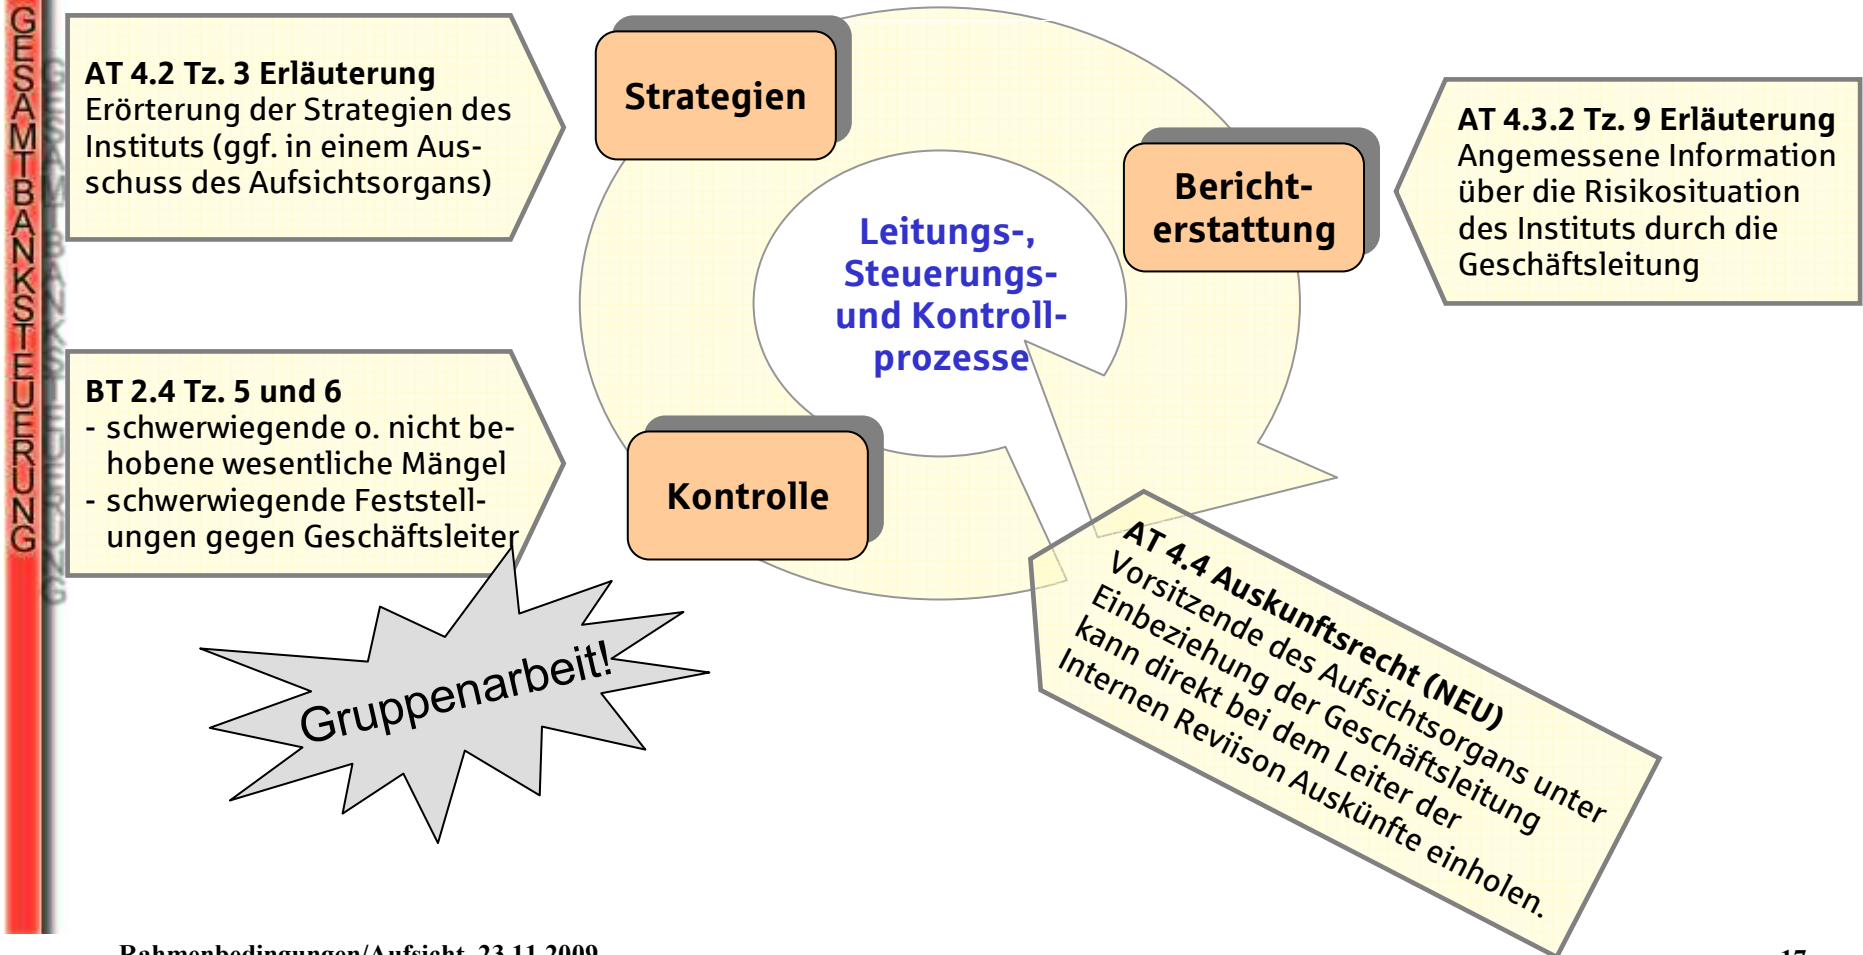 GESAMTBANKSTEUERUNG
AT 4.2 Tz. 3 Erläuterung
Erörterung der Strategien des
Instituts (ggf. in einem Aus-
schuss des Aufsichtsorgans)
Strategien
Bericht-
erstattung
AT 4.3.2 Tz. 9 Erläuterung
Angemessene Information
über die Risikosituation
des Instituts durch die
Geschäftsleitung
Leitungs-,
Steuerungs-
und Kontroll-
prozesse
BT 2.4 Tz. 5 und 6
- schwerwiegende o. nicht be-
hobene wesentliche Mängel
- schwerwiegende Feststell-
ungen gegen Geschäftsleiter
Kontrolle
Gruppenarbeit!
AT 4.4 Auskunftsrecht (NEU)
Vorsitzende des Aufsichtsorgans unter
Einbeziehung der Geschäftsleitung
kann direkt bei dem Leiter der
Internen Reviison Auskünfte einholen.
Rahmenbedingungen/Aufsicht, 23.11.2009
17